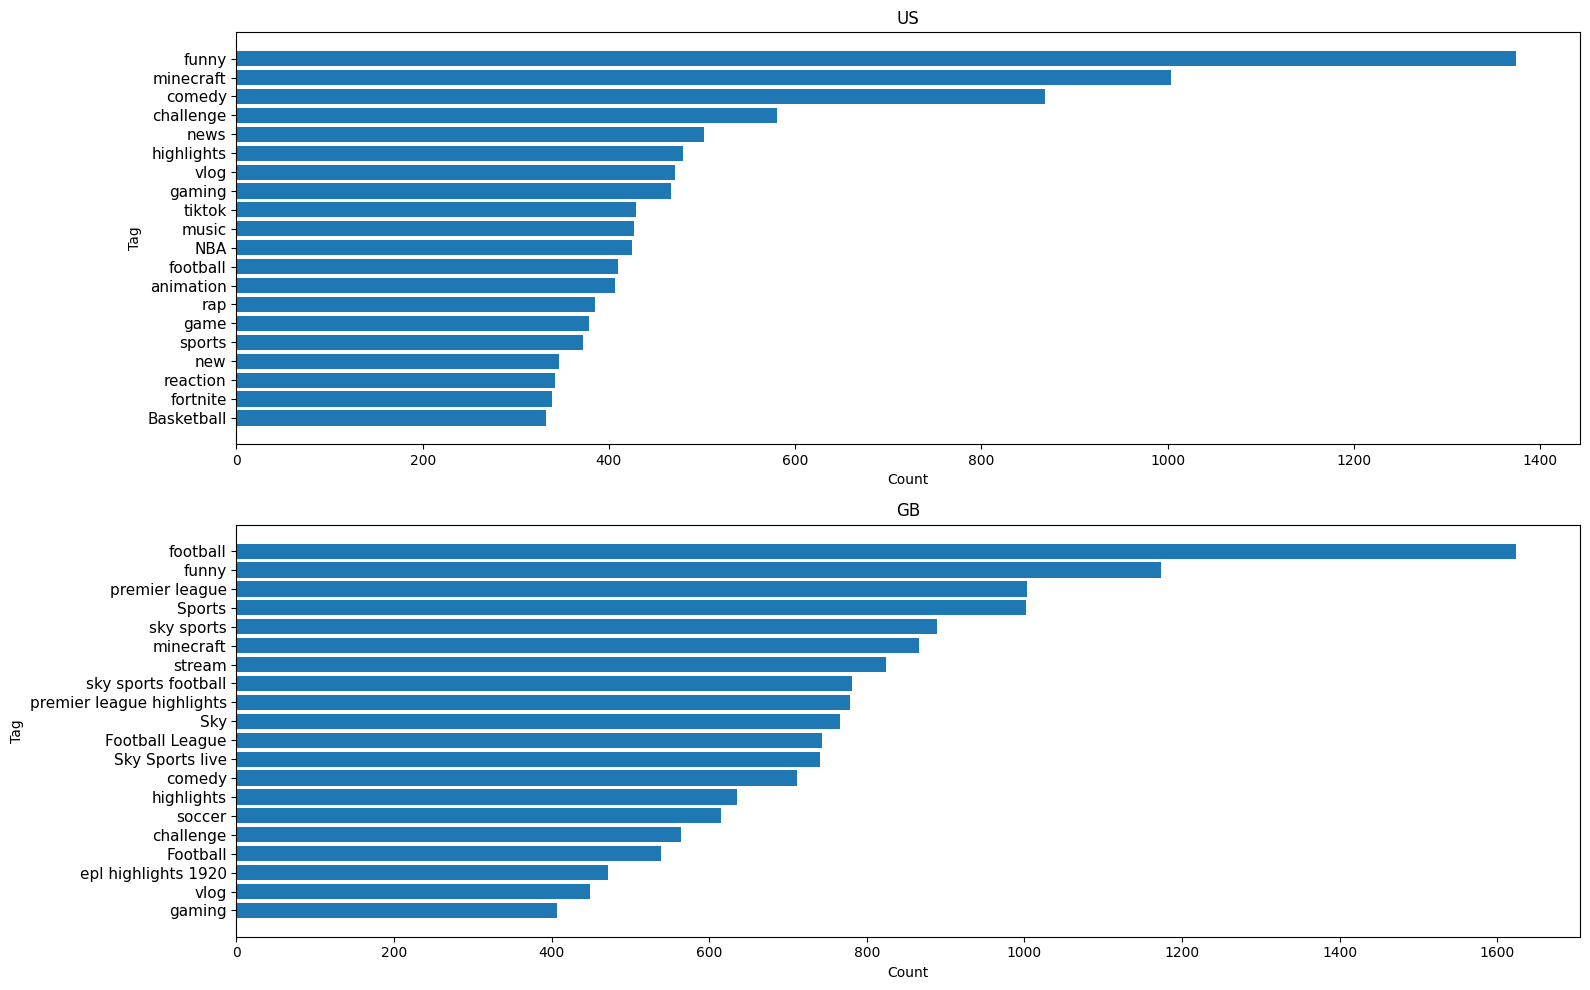 US
funny
minecraft
comedy
challenge
news
highlights
vlog
gaming
tiktok
music
NBA
football
animation
rap
game
sports
new
reaction
fortnite
Basketball
Tag
0 200 400 600 800 1000 1200 1400
Count
GB
football
funny
premier league
Sports
sky sports
minecraft
stream
sky sports football
premier league highlights
Sky
Football League
Sky Sports live
comedy
highlights
soccer
challenge
Football
epl highlights 1920
vlog
gaming
Tag
0 200 400 600 800 1000 1200 1400 1600
Count